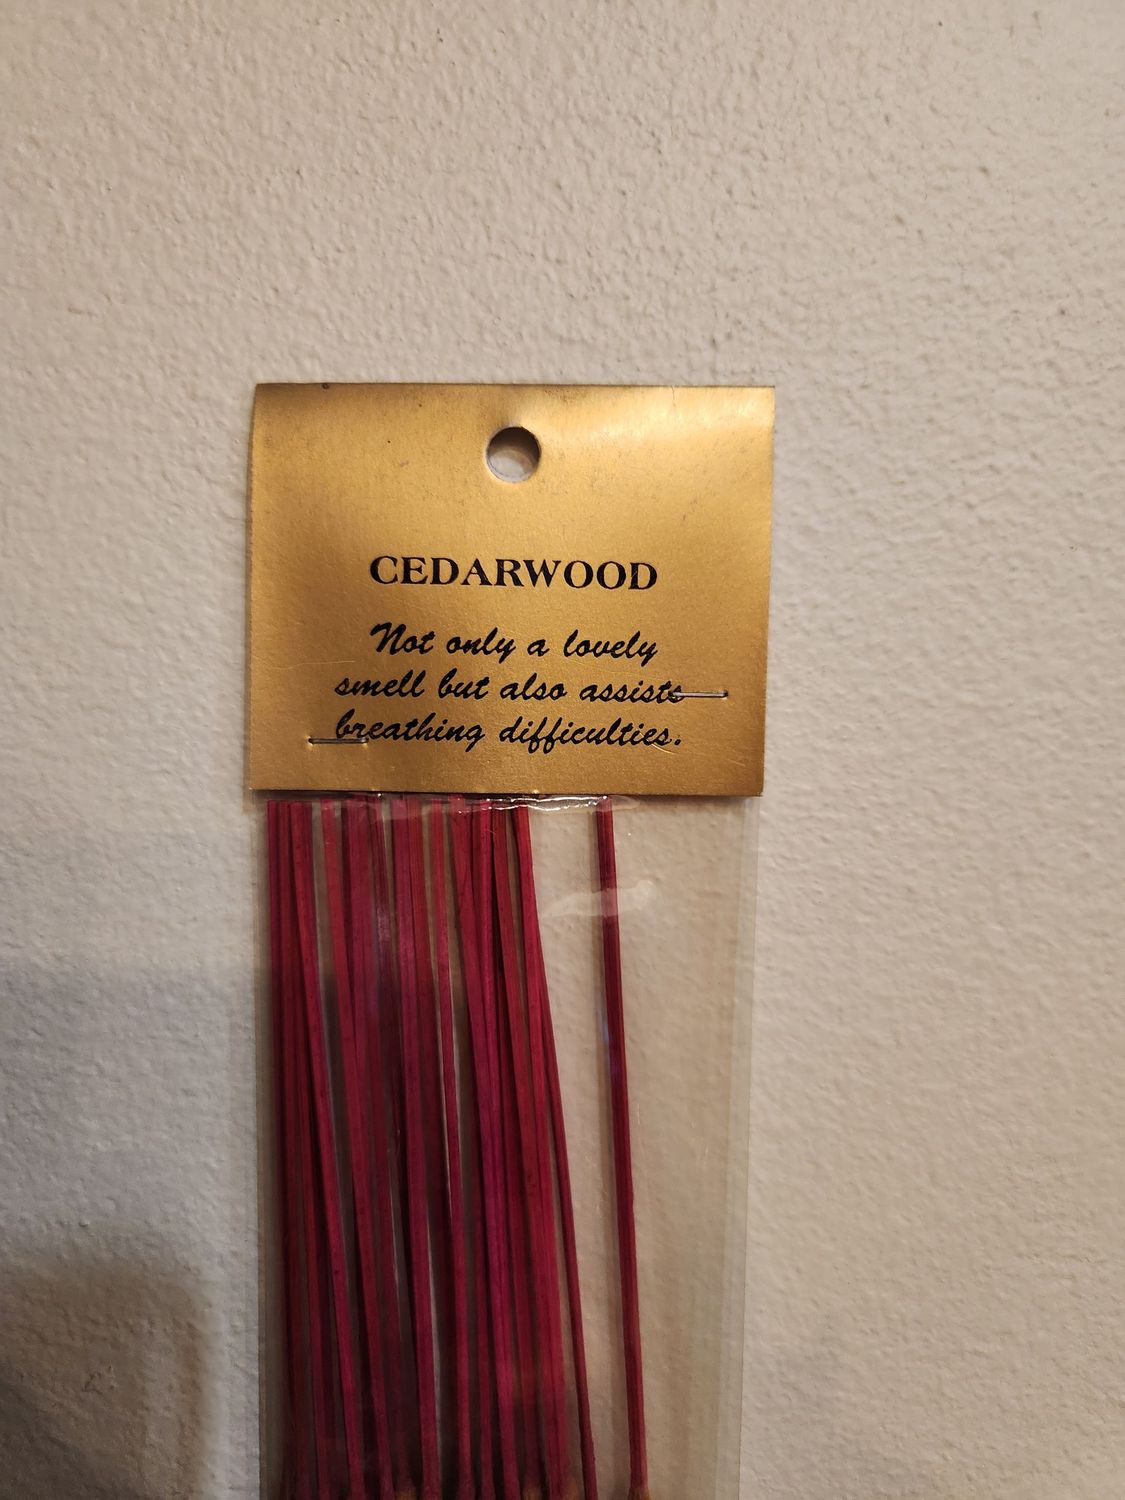 CEDARWOOD
Not only a lovely
smell but also assists
breathing difficulties.